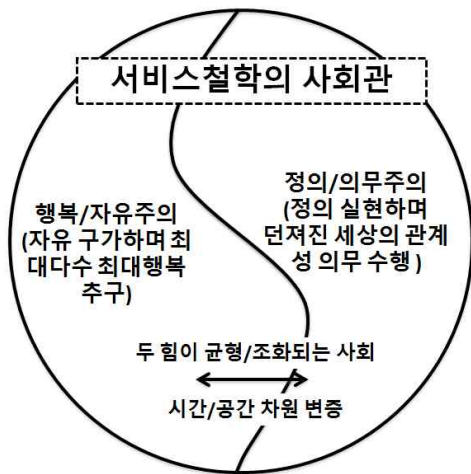 서비스철학의 사회관
행복/자유주의
(자유 구가하며 최
대다수 최대행복
추구)
정의/의무주의
(정의 실현하며
던져진 세상의 관계
성 의무 수행 )
두 힘이 균형/조화되는 사회
시간/공간 차원 변증